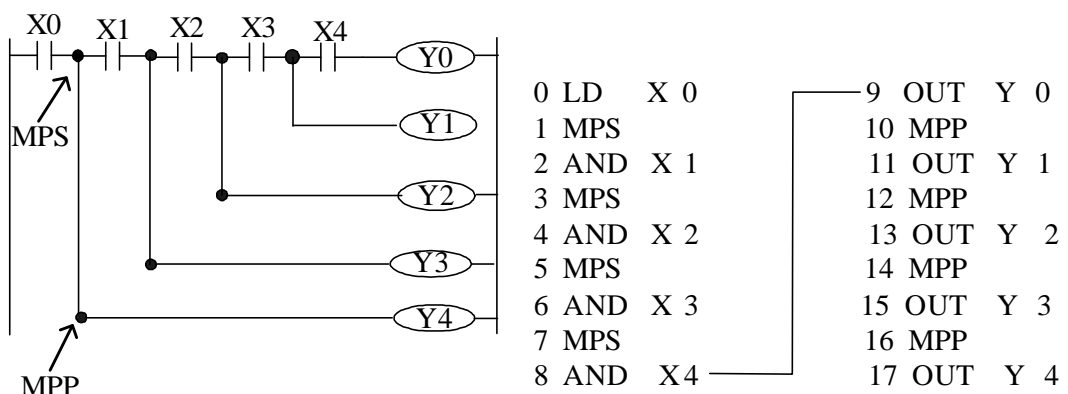 X0 X1 X2 X3 X4
Y0
Y1
MPS
Y2
Y3
Y4
MPP
0 LD X 0
1 MPS
2 AND X 1
3 MPS
4 AND X 2
5 MPS
6 AND X 3
7 MPS
8 AND X4
9 OUT Y 0
10 MPP
11 OUT Y 1
12 MPP
13 OUT Y 2
14 MPP
15 OUT Y 3
16 MPP
17 OUT Y 4